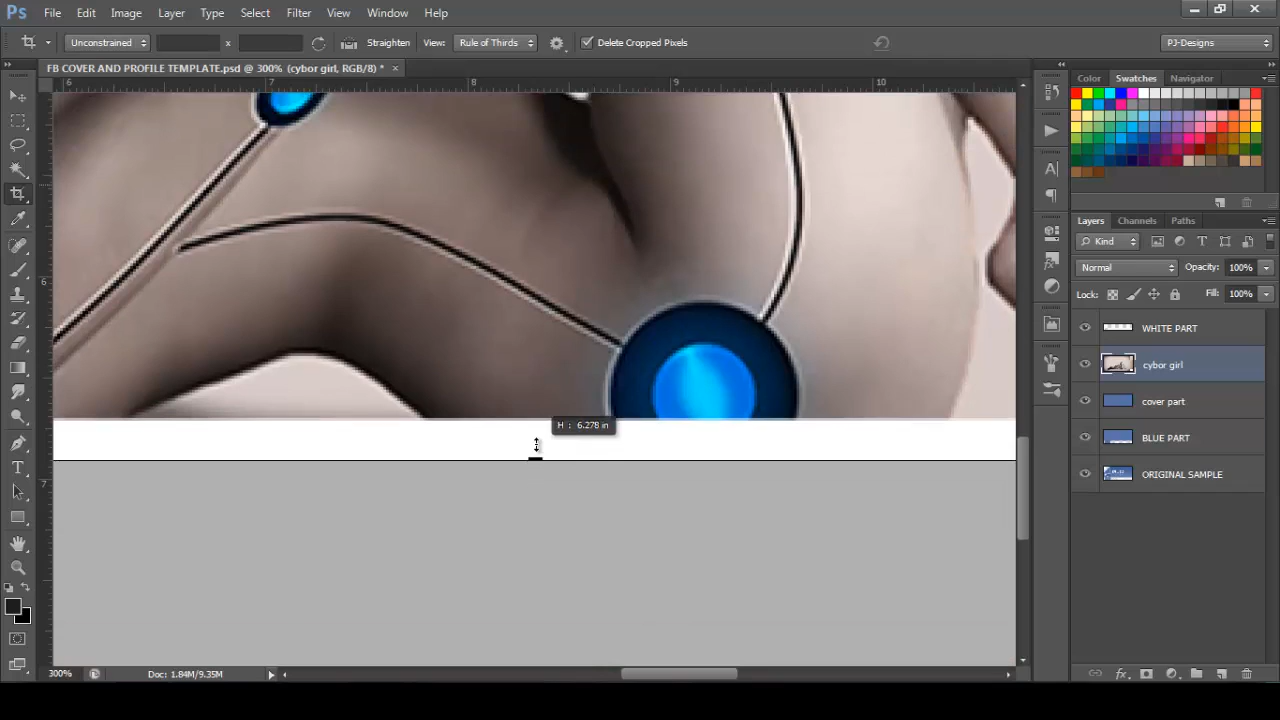 Ps File Edit Image Layer Type Select Filter View Window Help
Unconstrained x Straighten View: Rule of Thirds Delete Cropped Pixels PJ-Designs
FB COVER AND PROFILE TEMPLATE.psd @ 300% (cybor girl, RGB/8) * ×
Color Swatches Navigator
6 7 8 9 10
6
7
H : 6.278 in
Layers Channels Paths
Kind
Normal Opacity: 100%
Lock: Fill: 100%
WHITE PART
cybor girl
cover part
BLUE PART
ORIGINAL SAMPLE
T
A
fx
300% Doc: 1.84M/9.35M